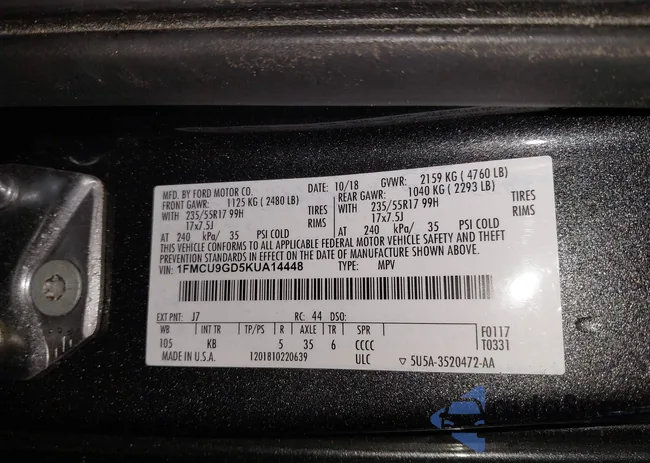 MFD. BY FORD MOTOR CO. DATE: 10/18 GVWR: 2159 KG ( 4760 LB)
FRONT GAWR: 1125 KG ( 2480 LB) REAR GAWR: 1040 KG ( 2293 LB)
WITH 235/55R17 99H TIRES WITH 235/55R17 99H TIRES
17x7.5J RIMS 17x7.5J RIMS
AT 240 kPa/ 35 PSI COLD AT 240 kPa/ 35 PSI COLD
THIS VEHICLE CONFORMS TO ALL APPLICABLE FEDERAL MOTOR VEHICLE SAFETY AND THEFT
PREVENTION STANDARDS IN EFFECT ON THE DATE OF MANUFACTURE SHOWN ABOVE.
VIN: 1FMCU9GD5KUA14448 TYPE: MPV
EXT PNT: J7 RC: 44 DSO:
WB INT TR TP/PS R AXLE TR SPR F0117
105 KB 5 35 6 CCCC T0331
MADE IN U.S.A. 1201810220639 ULC 5U5A-3520472-AA